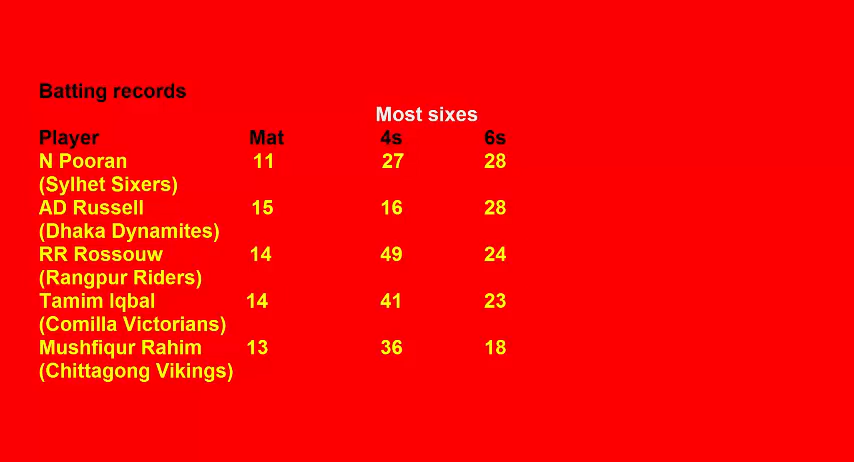 Batting records
Most sixes
Player Mat 4s 6s
N Pooran 11 27 28
(Sylhet Sixers)
AD Russell 15 16 28
(Dhaka Dynamites)
RR Rossouw 14 49 24
(Rangpur Riders)
Tamim Iqbal 14 41 23
(Comilla Victorians)
Mushfiqur Rahim 13 36 18
(Chittagong Vikings)